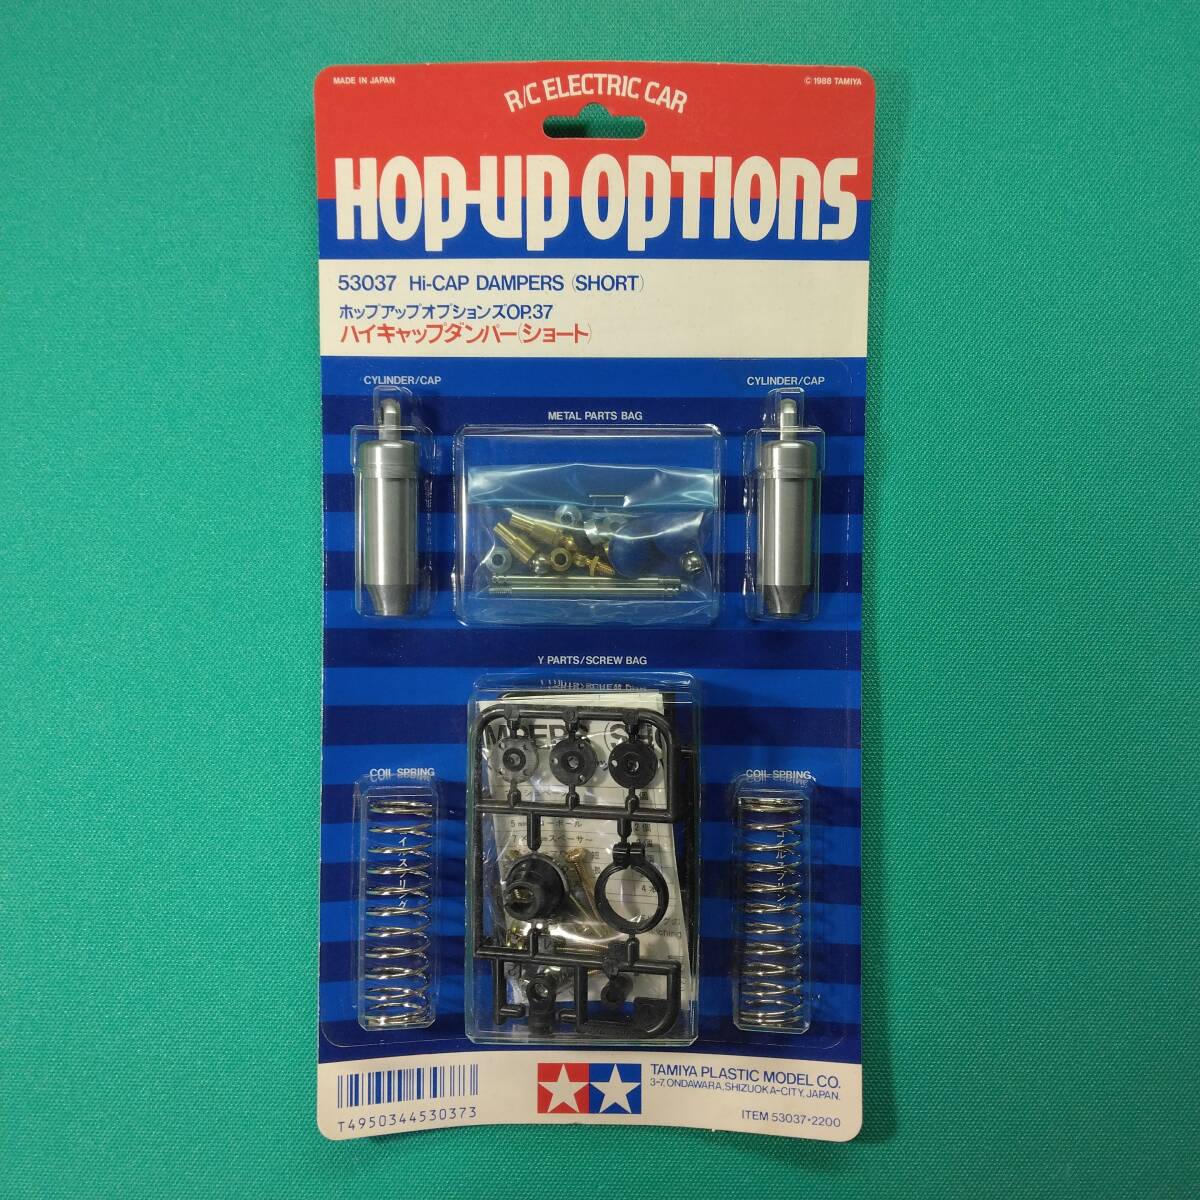 MADE IN JAPAN
© 1988 TAMIYA
R/C ELECTRIC CAR
HOP-UP OPTIONS
53037 Hi-CAP DAMPERS (SHORT)
ホップアップオプションズOP.37
ハイキャップダンパー(ショート)
CYLINDER/CAP
CYLINDER/CAP
METAL PARTS BAG
Y PARTS/SCREW BAG
COIL SPRING
COIL SPRING
T4950344530373
TAMIYA PLASTIC MODEL CO.
3-7, ONDAWARA, SHIZUOKA-CITY, JAPAN.
ITEM 53037•2200